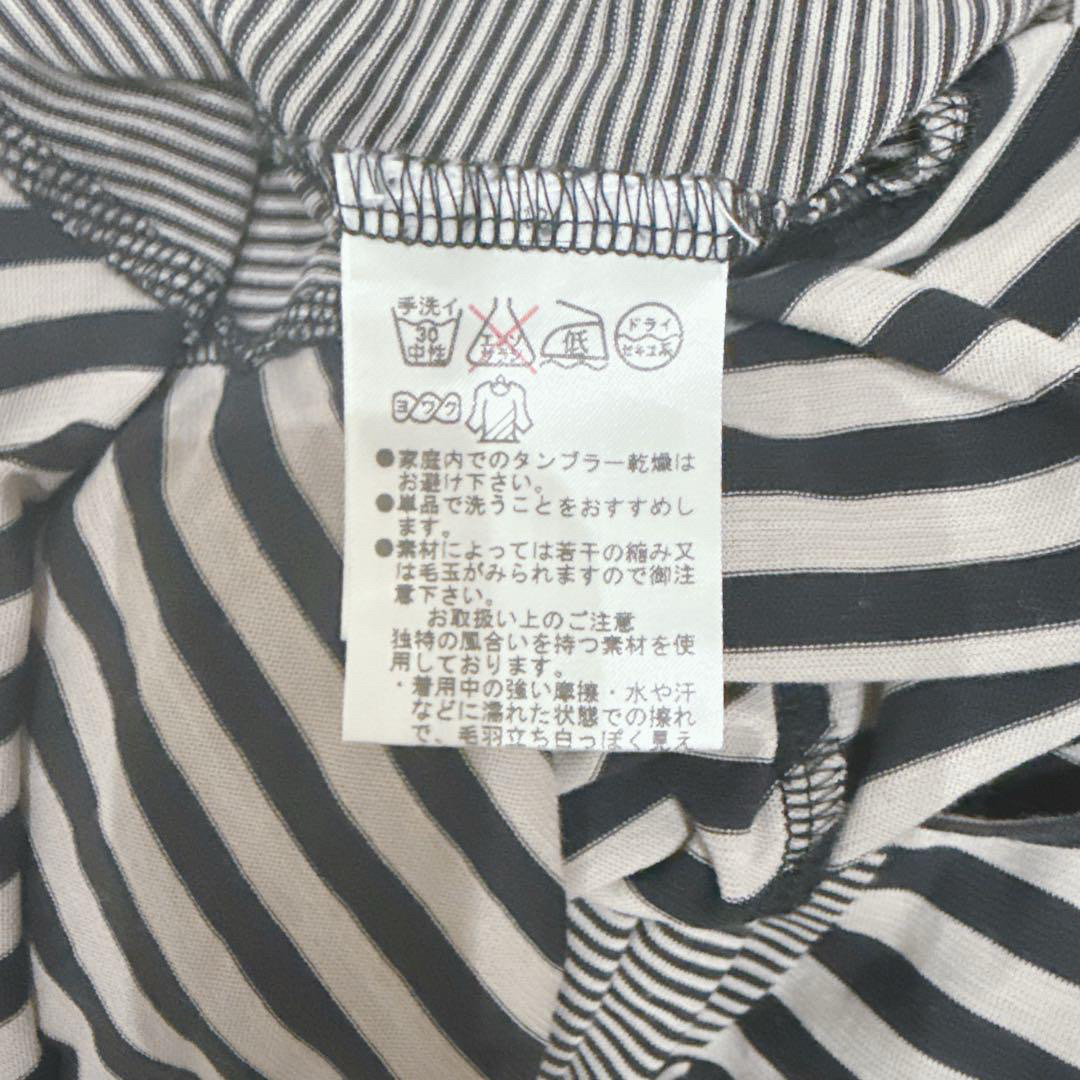 手洗イ
30
中性
エンソ
サラシ
低
ドライ
セキユ系
ヨワク
●家庭内でのタンブラー乾燥は
お避け下さい。
●単品で洗うことをおすすめし
ます。
●素材によっては若干の縮み又
は毛玉がみられますので御注
意下さい。
お取扱い上のご注意
独特の風合いを持つ素材を使
用しております。
・着用中の強い摩擦・水や汗
などに濡れた状態での擦れ
で、毛羽立ち白っぽく見え